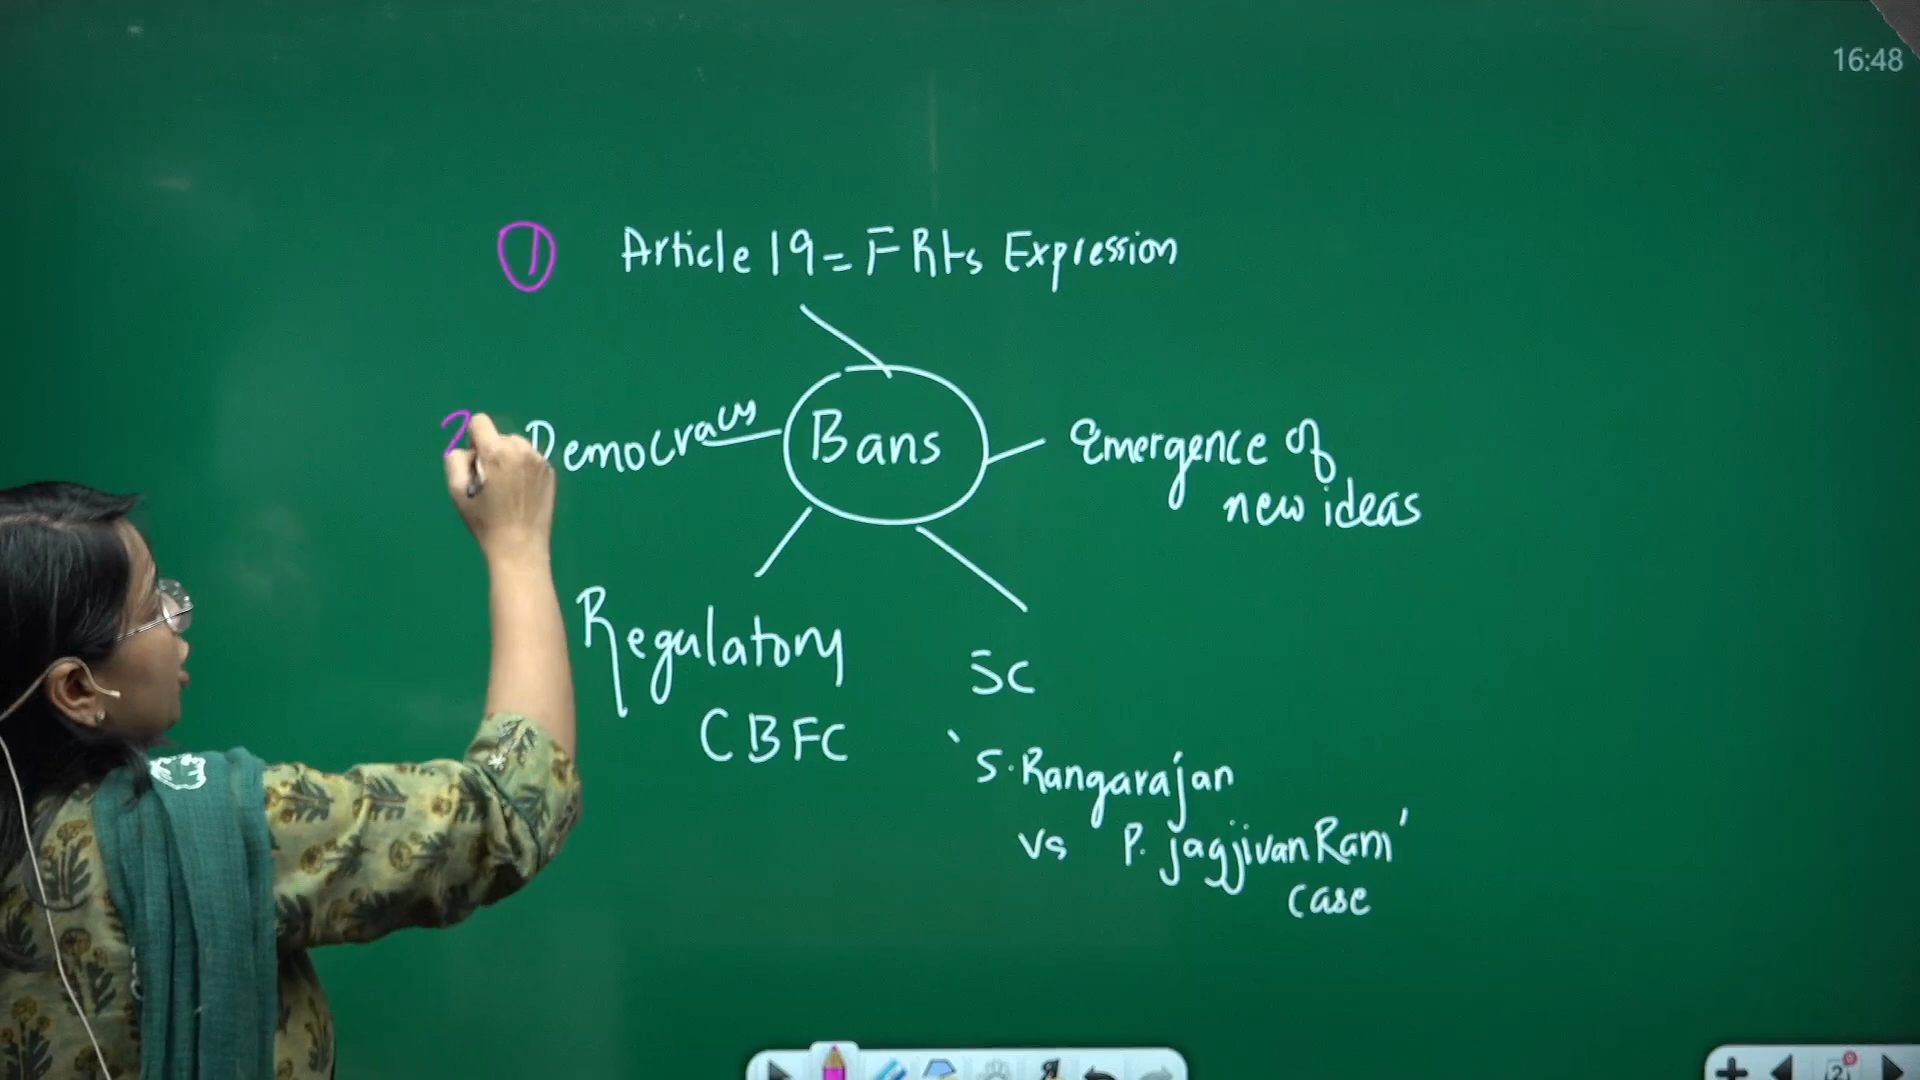 16:48
① Article 19 = F Rts Expression
2 Democracy
Bans
Emergence of
new ideas
Regulatory
CBFC
SC
'S. Rangarajan
vs P. Jagjivan Ram'
case
2